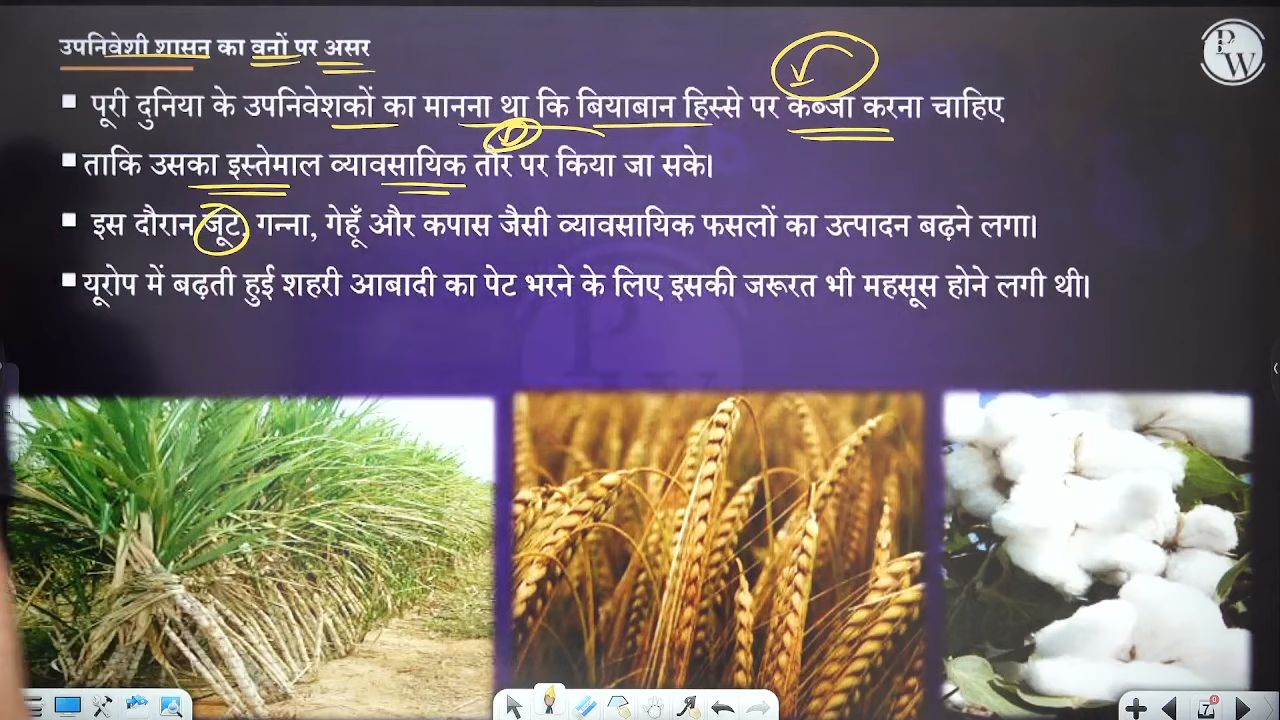 उपनिवेशी शासन का वनों पर असर
पूरी दुनिया के उपनिवेशकों का मानना था कि बियाबान हिस्से पर कब्जा करना चाहिए
ताकि उसका इस्तेमाल व्यावसायिक तौर पर किया जा सके।
इस दौरान जूट, गन्ना, गेहूँ और कपास जैसी व्यावसायिक फसलों का उत्पादन बढ़ने लगा।
यूरोप में बढ़ती हुई शहरी आबादी का पेट भरने के लिए इसकी जरूरत भी महसूस होने लगी थी।
P
W
P
W
7